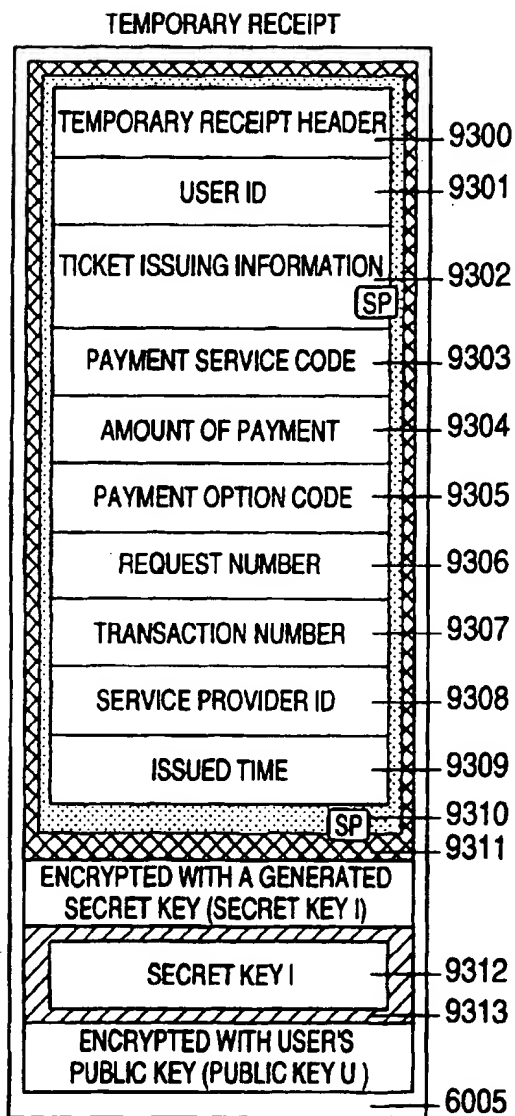 TEMPORARY RECEIPT
TEMPORARY RECEIPT HEADER
9300
USER ID
9301
TICKET ISSUING INFORMATION
9302
SP
PAYMENT SERVICE CODE
9303
AMOUNT OF PAYMENT
9304
PAYMENT OPTION CODE
9305
REQUEST NUMBER
9306
TRANSACTION NUMBER
9307
SERVICE PROVIDER ID
9308
ISSUED TIME
9309
SP
9310
9311
ENCRYPTED WITH A GENERATED
SECRET KEY (SECRET KEY I)
SECRET KEY I
9312
9313
ENCRYPTED WITH USER'S
PUBLIC KEY (PUBLIC KEY U )
6005